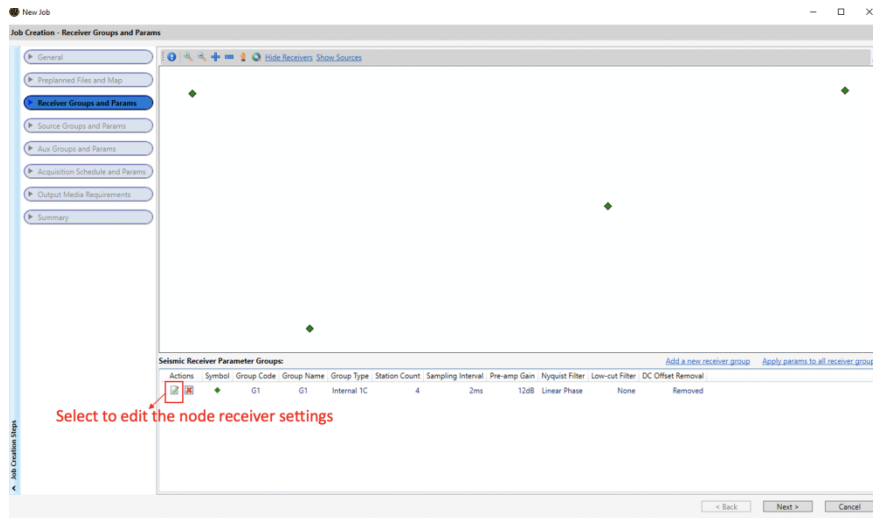 New Job
Job Creation - Receiver Groups and Params
General
Preplanned Files and Map
Receiver Groups and Params
Source Groups and Params
Aux Groups and Params
Acquisition Schedule and Params
Output Media Requirements
Summary
Hide Receivers Show Sources
Seismic Receiver Parameter Groups: Add a new receiver group Apply params to all receiver group
Actions Symbol Group Code Group Name Group Type Station Count Sampling Interval Pre-amp Gain Nyquist Filter Low-cut Filter DC Offset Removal
G1 G1 Internal 1C 4 2ms 12dB Linear Phase None Removed
Select to edit the node receiver settings
Job Creation Steps
< Back Next > Cancel